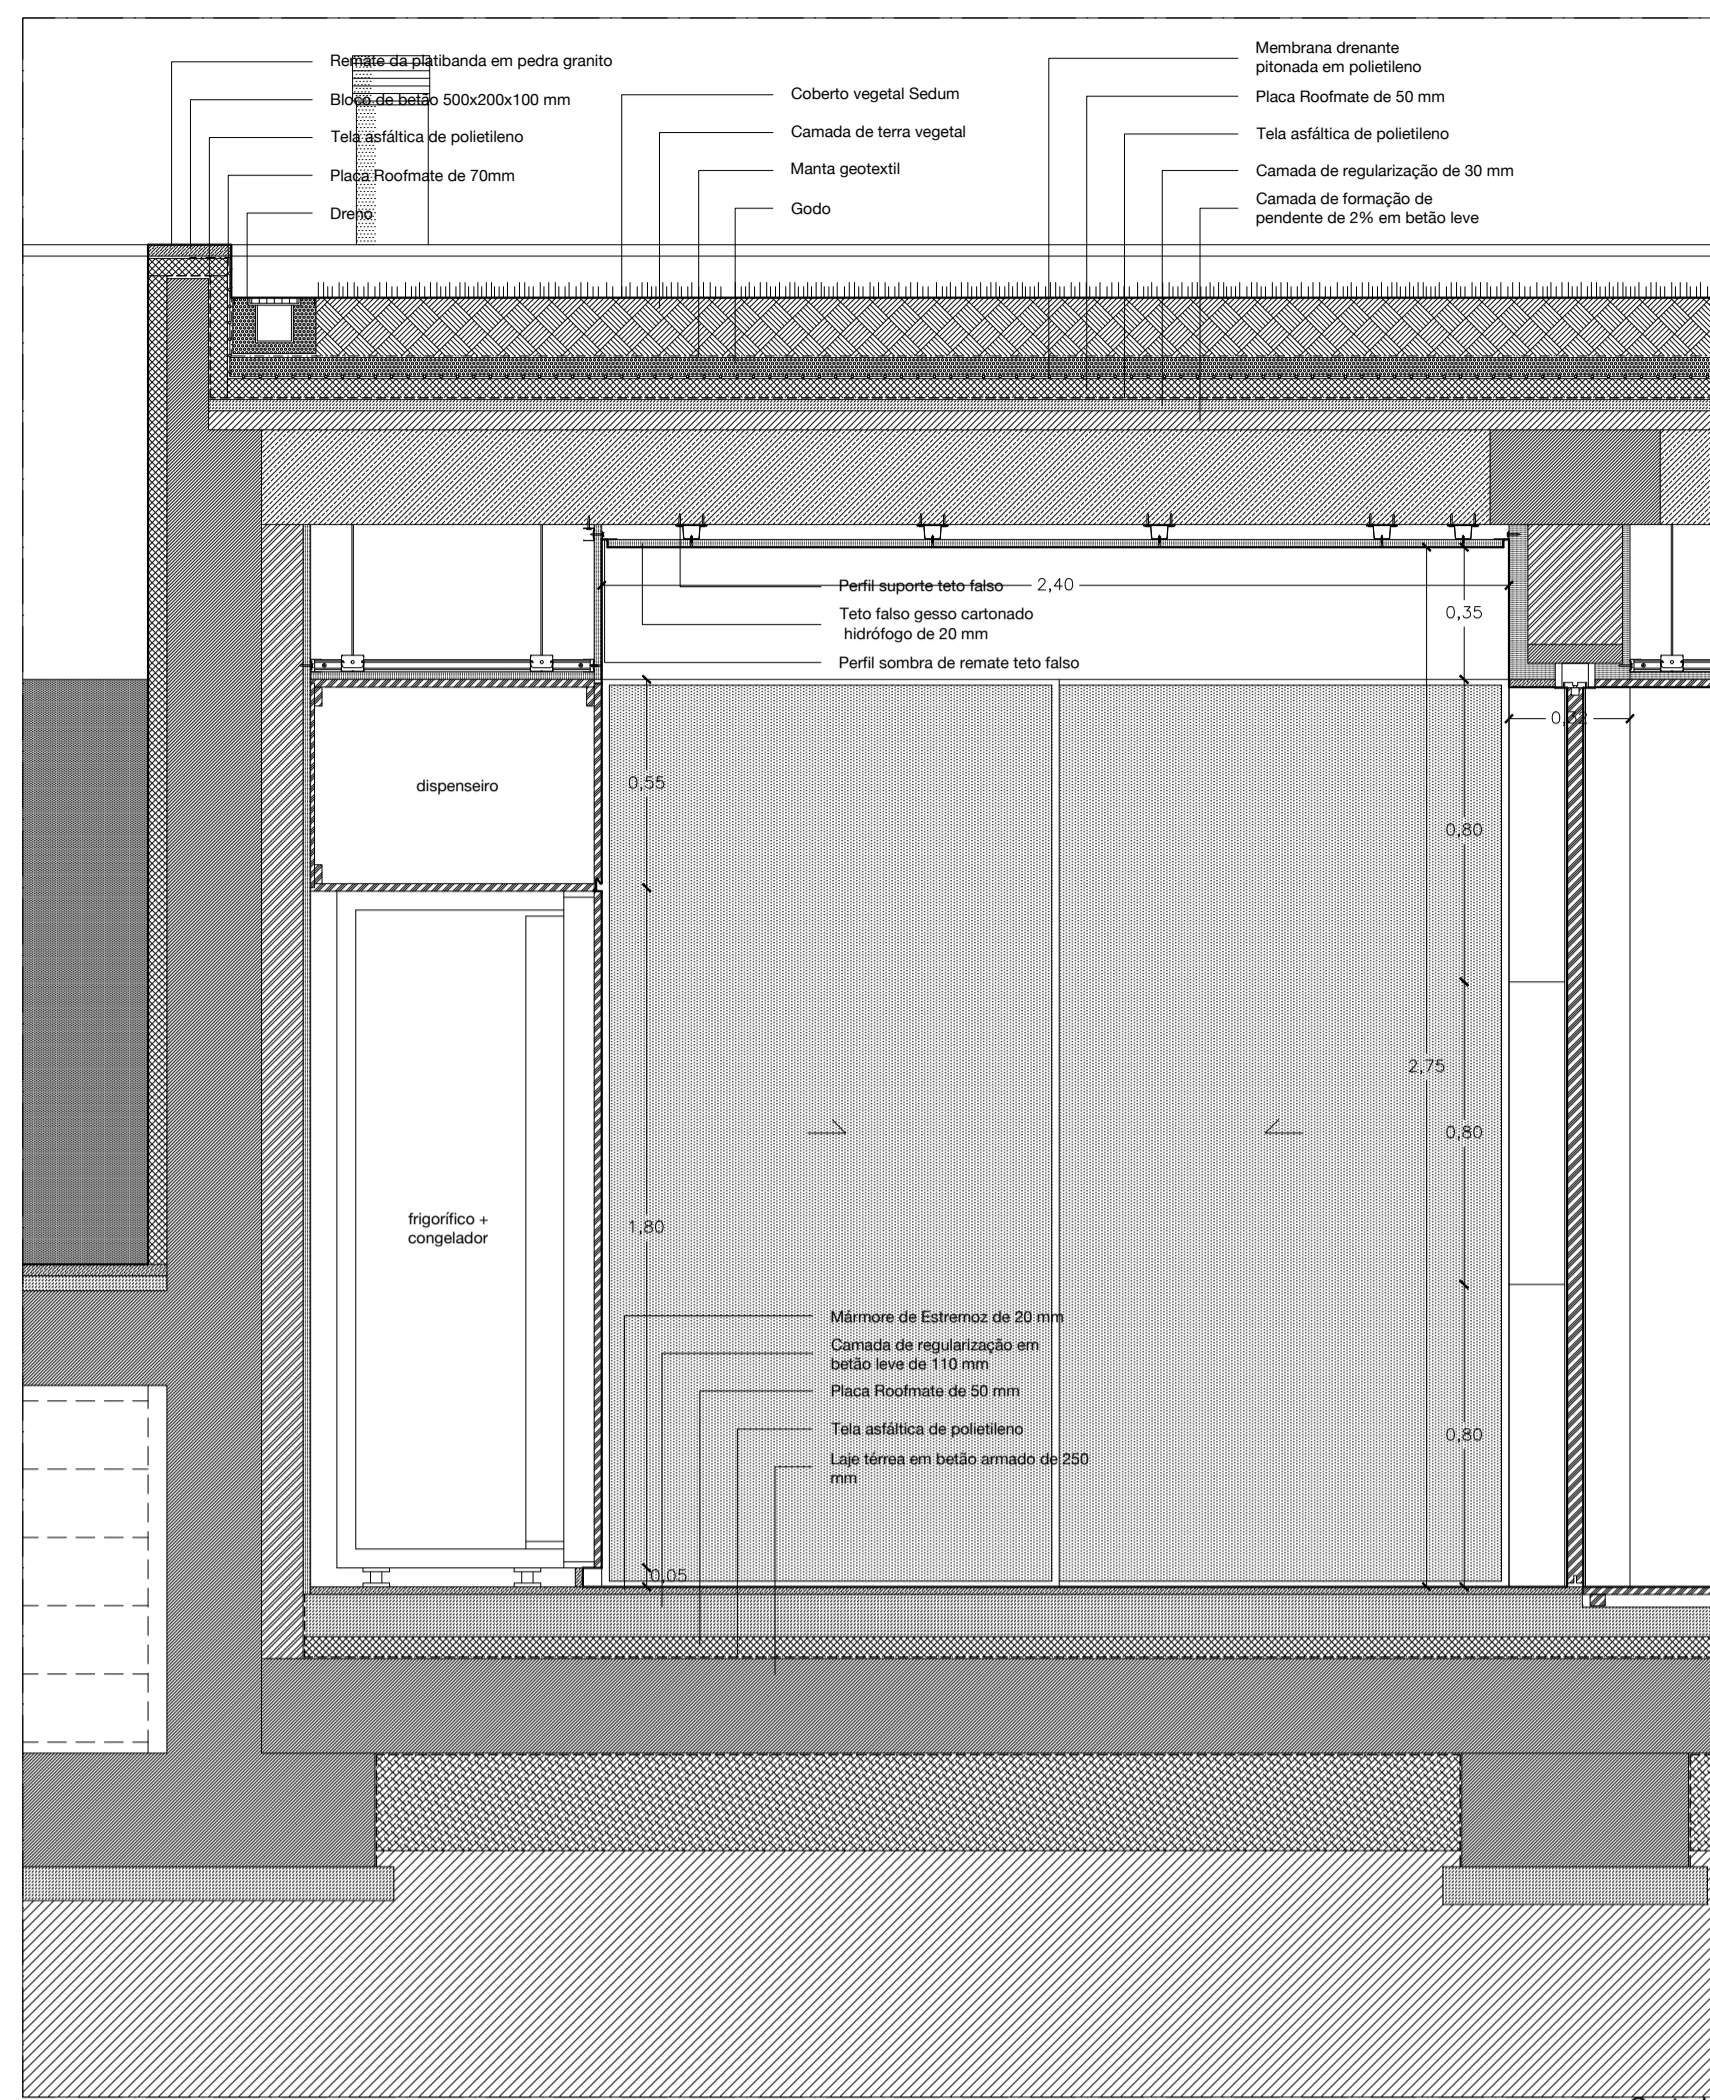 Remate da platibanda em pedra granito
Bloco de betão 500x200x100 mm
Tela asfáltica de polietileno
Placa Roofmate de 70mm
Dreno
Coberto vegetal Sedum
Camada de terra vegetal
Manta geotextil
Godo
Membrana drenante
pitonada em polietileno
Placa Roofmate de 50 mm
Tela asfáltica de polietileno
Camada de regularização de 30 mm
Camada de formação de
pendente de 2% em betão leve
Perfil suporte teto falso
2,40
Teto falso gesso cartonado
hidrófogo de 20 mm
Perfil sombra de remate teto falso
0,35
0,32
dispenseiro
0,55
0,80
2,75
0,80
frigorífico +
congelador
1,80
Mármore de Estremoz de 20 mm
Camada de regularização em
betão leve de 110 mm
Placa Roofmate de 50 mm
Tela asfáltica de polietileno
Laje térrea em betão armado de 250
mm
0,80
0,05